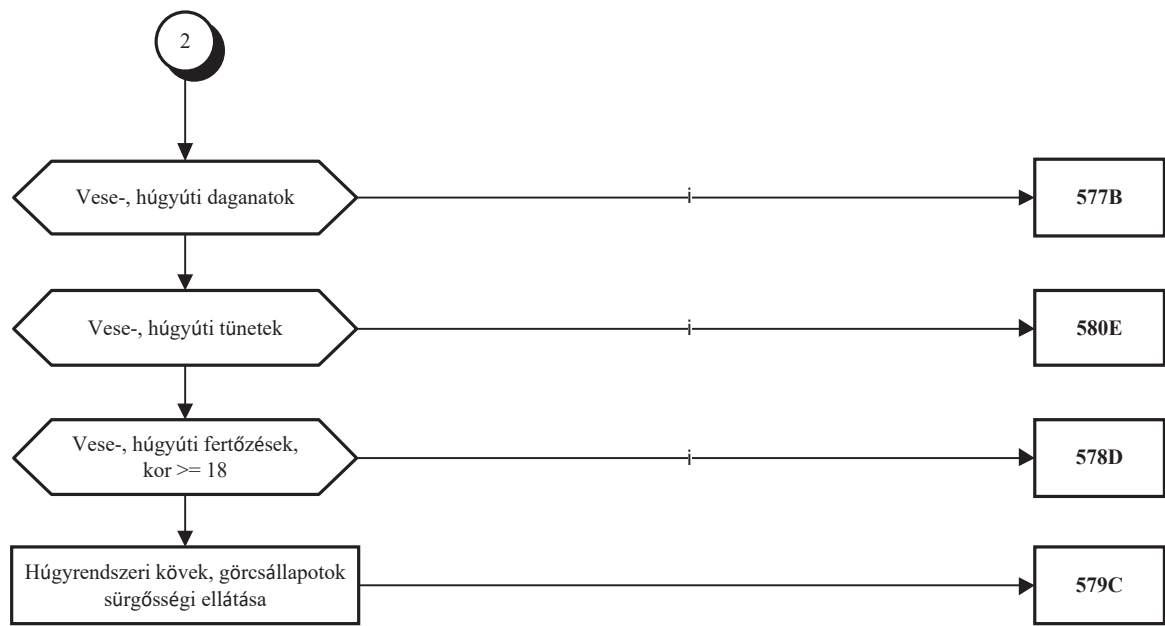 2
Vese-, húgyúti daganatok
i
577B
Vese-, húgyúti tünetek
i
580E
Vese-, húgyúti fertőzések,
kor >= 18
i
578D
Húgyrendszeri kövek, görcsállapotok
sürgősségi ellátása
579C